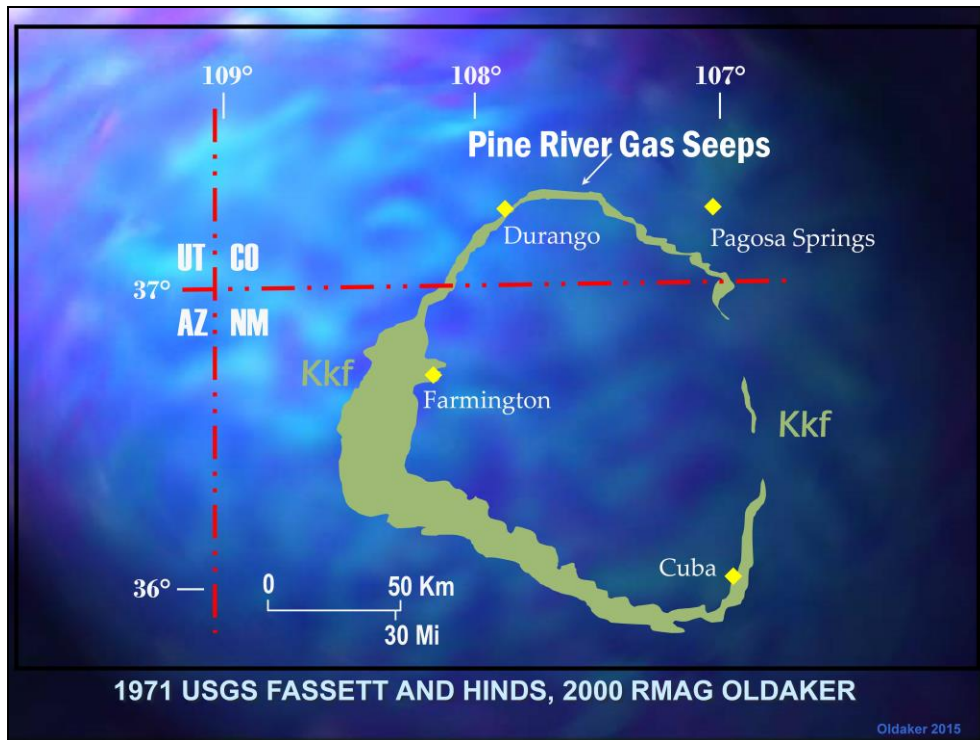 109°
108°
107°
Pine River Gas Seeps
Durango
Pagosa Springs
UT CO
37°
AZ NM
Kkf
Farmington
Kkf
Cuba
36°
0 50 Km
30 Mi
1971 USGS FASSETT AND HINDS, 2000 RMAG OLDAKER
Oldaker 2015